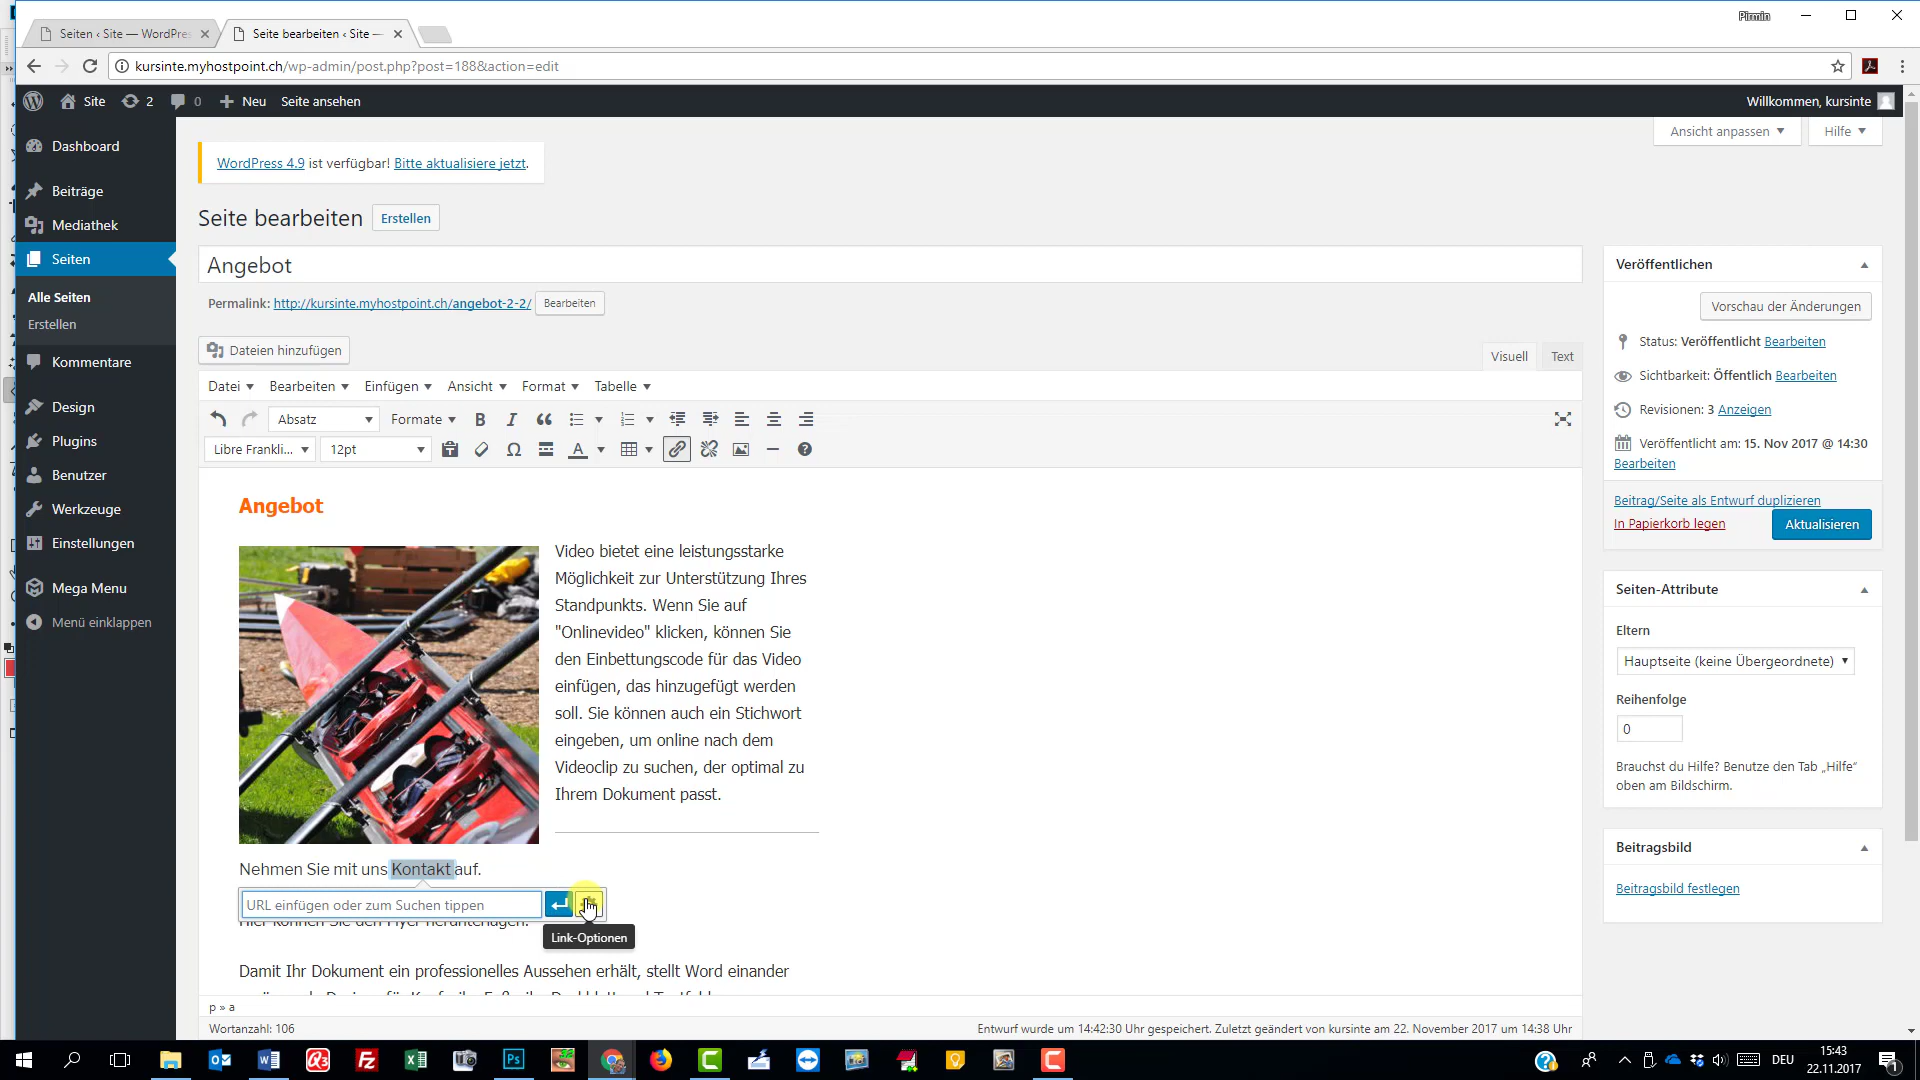 Pirmin
Seiten ‹ Site — WordPres
Seite bearbeiten ‹ Site —
kursinte.myhostpoint.ch/wp-admin/post.php?post=188&action=edit
Site 2 0 Neu Seite ansehen
Willkommen, kursinte
Ansicht anpassen
Hilfe
Dashboard
Beiträge
Mediathek
Seiten
Alle Seiten
Erstellen
Kommentare
Design
Plugins
Benutzer
Werkzeuge
Einstellungen
Mega Menu
Menü einklappen
WordPress 4.9 ist verfügbar! Bitte aktualisiere jetzt.
Seite bearbeiten Erstellen
Angebot
Permalink: http://kursinte.myhostpoint.ch/angebot-2-2/ Bearbeiten
Dateien hinzufügen
Visuell Text
Datei Bearbeiten Einfügen Ansicht Format Tabelle
Absatz Formate
Libre Frankli... 12pt
Angebot
Video bietet eine leistungsstarke
Möglichkeit zur Unterstützung Ihres
Standpunkts. Wenn Sie auf
"Onlinevideo" klicken, können Sie
den Einbettungscode für das Video
einfügen, das hinzugefügt werden
soll. Sie können auch ein Stichwort
eingeben, um online nach dem
Videoclip zu suchen, der optimal zu
Ihrem Dokument passt.
Nehmen Sie mit uns Kontakt auf.
URL einfügen oder zum Suchen tippen
Link-Optionen
Damit Ihr Dokument ein professionelles Aussehen erhält, stellt Word einander
p » a
Wortanzahl: 106
Entwurf wurde um 14:42:30 Uhr gespeichert. Zuletzt geändert von kursinte am 22. November 2017 um 14:38 Uhr
Veröffentlichen
Vorschau der Änderungen
Status: Veröffentlicht Bearbeiten
Sichtbarkeit: Öffentlich Bearbeiten
Revisionen: 3 Anzeigen
Veröffentlicht am: 15. Nov 2017 @ 14:30
Bearbeiten
Beitrag/Seite als Entwurf duplizieren
In Papierkorb legen
Aktualisieren
Seiten-Attribute
Eltern
Hauptseite (keine Übergeordnete)
Reihenfolge
0
Brauchst du Hilfe? Benutze den Tab „Hilfe“
oben am Bildschirm.
Beitragsbild
Beitragsbild festlegen
DEU
15:43
22.11.2017
1